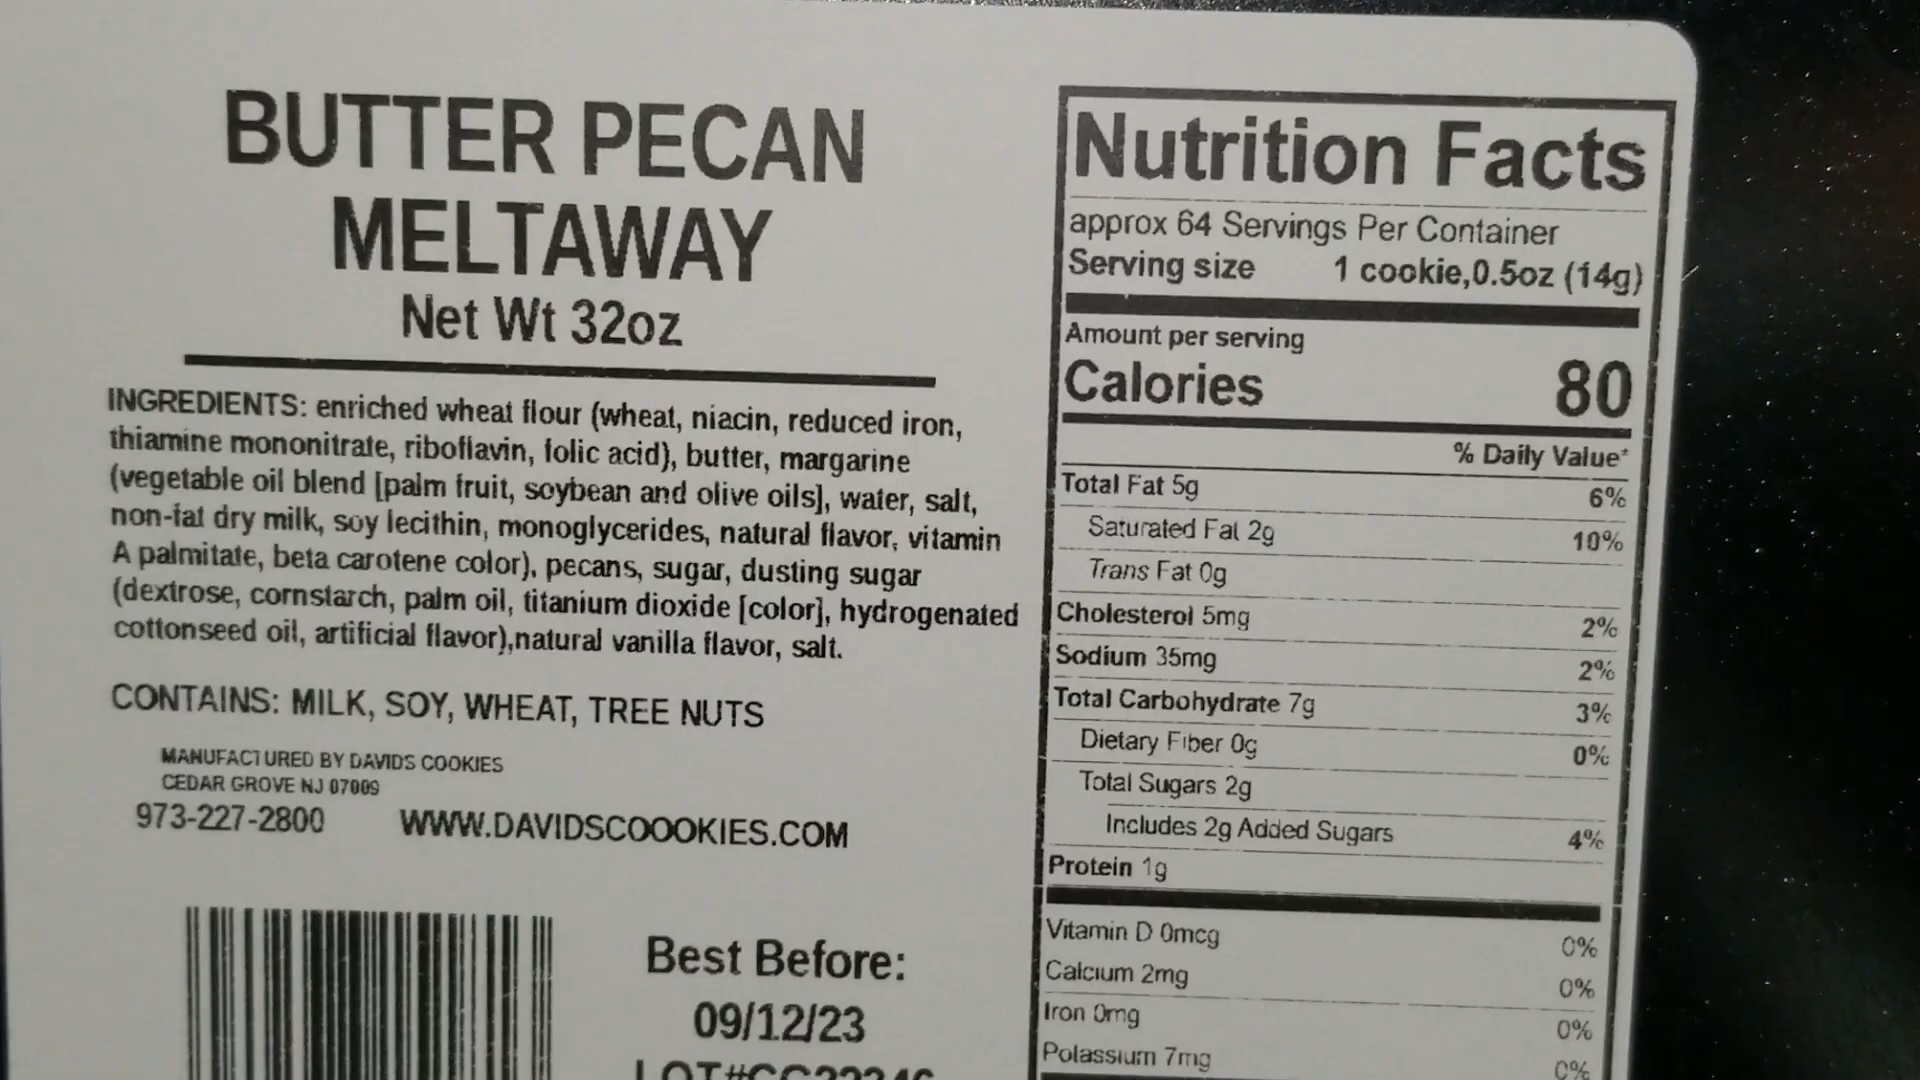 BUTTER PECAN
MELTAWAY
Net Wt 32oz
INGREDIENTS: enriched wheat flour (wheat, niacin, reduced iron,
thiamine mononitrate, riboflavin, folic acid), butter, margarine
(vegetable oil blend [palm fruit, soybean and olive oils], water, salt,
non-fat dry milk, soy lecithin, monoglycerides, natural flavor, vitamin
A palmitate, beta carotene color), pecans, sugar, dusting sugar
(dextrose, cornstarch, palm oil, titanium dioxide [color], hydrogenated
cottonseed oil, artificial flavor),natural vanilla flavor, salt.
CONTAINS: MILK, SOY, WHEAT, TREE NUTS
MANUFACTURED BY DAVIDS COOKIES
CEDAR GROVE NJ 07009
973-227-2800 WWW.DAVIDSCOOOKIES.COM
Best Before:
09/12/23
Nutrition Facts
approx 64 Servings Per Container
Serving size 1 cookie,0.5oz (14g)
Amount per serving
Calories 80
% Daily Value*
Total Fat 5g 6%
Saturated Fat 2g 10%
Trans Fat 0g
Cholesterol 5mg 2%
Sodium 35mg 2%
Total Carbohydrate 7g 3%
Dietary Fiber 0g 0%
Total Sugars 2g
Includes 2g Added Sugars 4%
Protein 1g
Vitamin D 0mcg 0%
Calcium 2mg 0%
Iron 0mg 0%
Potassium 7mg 0%